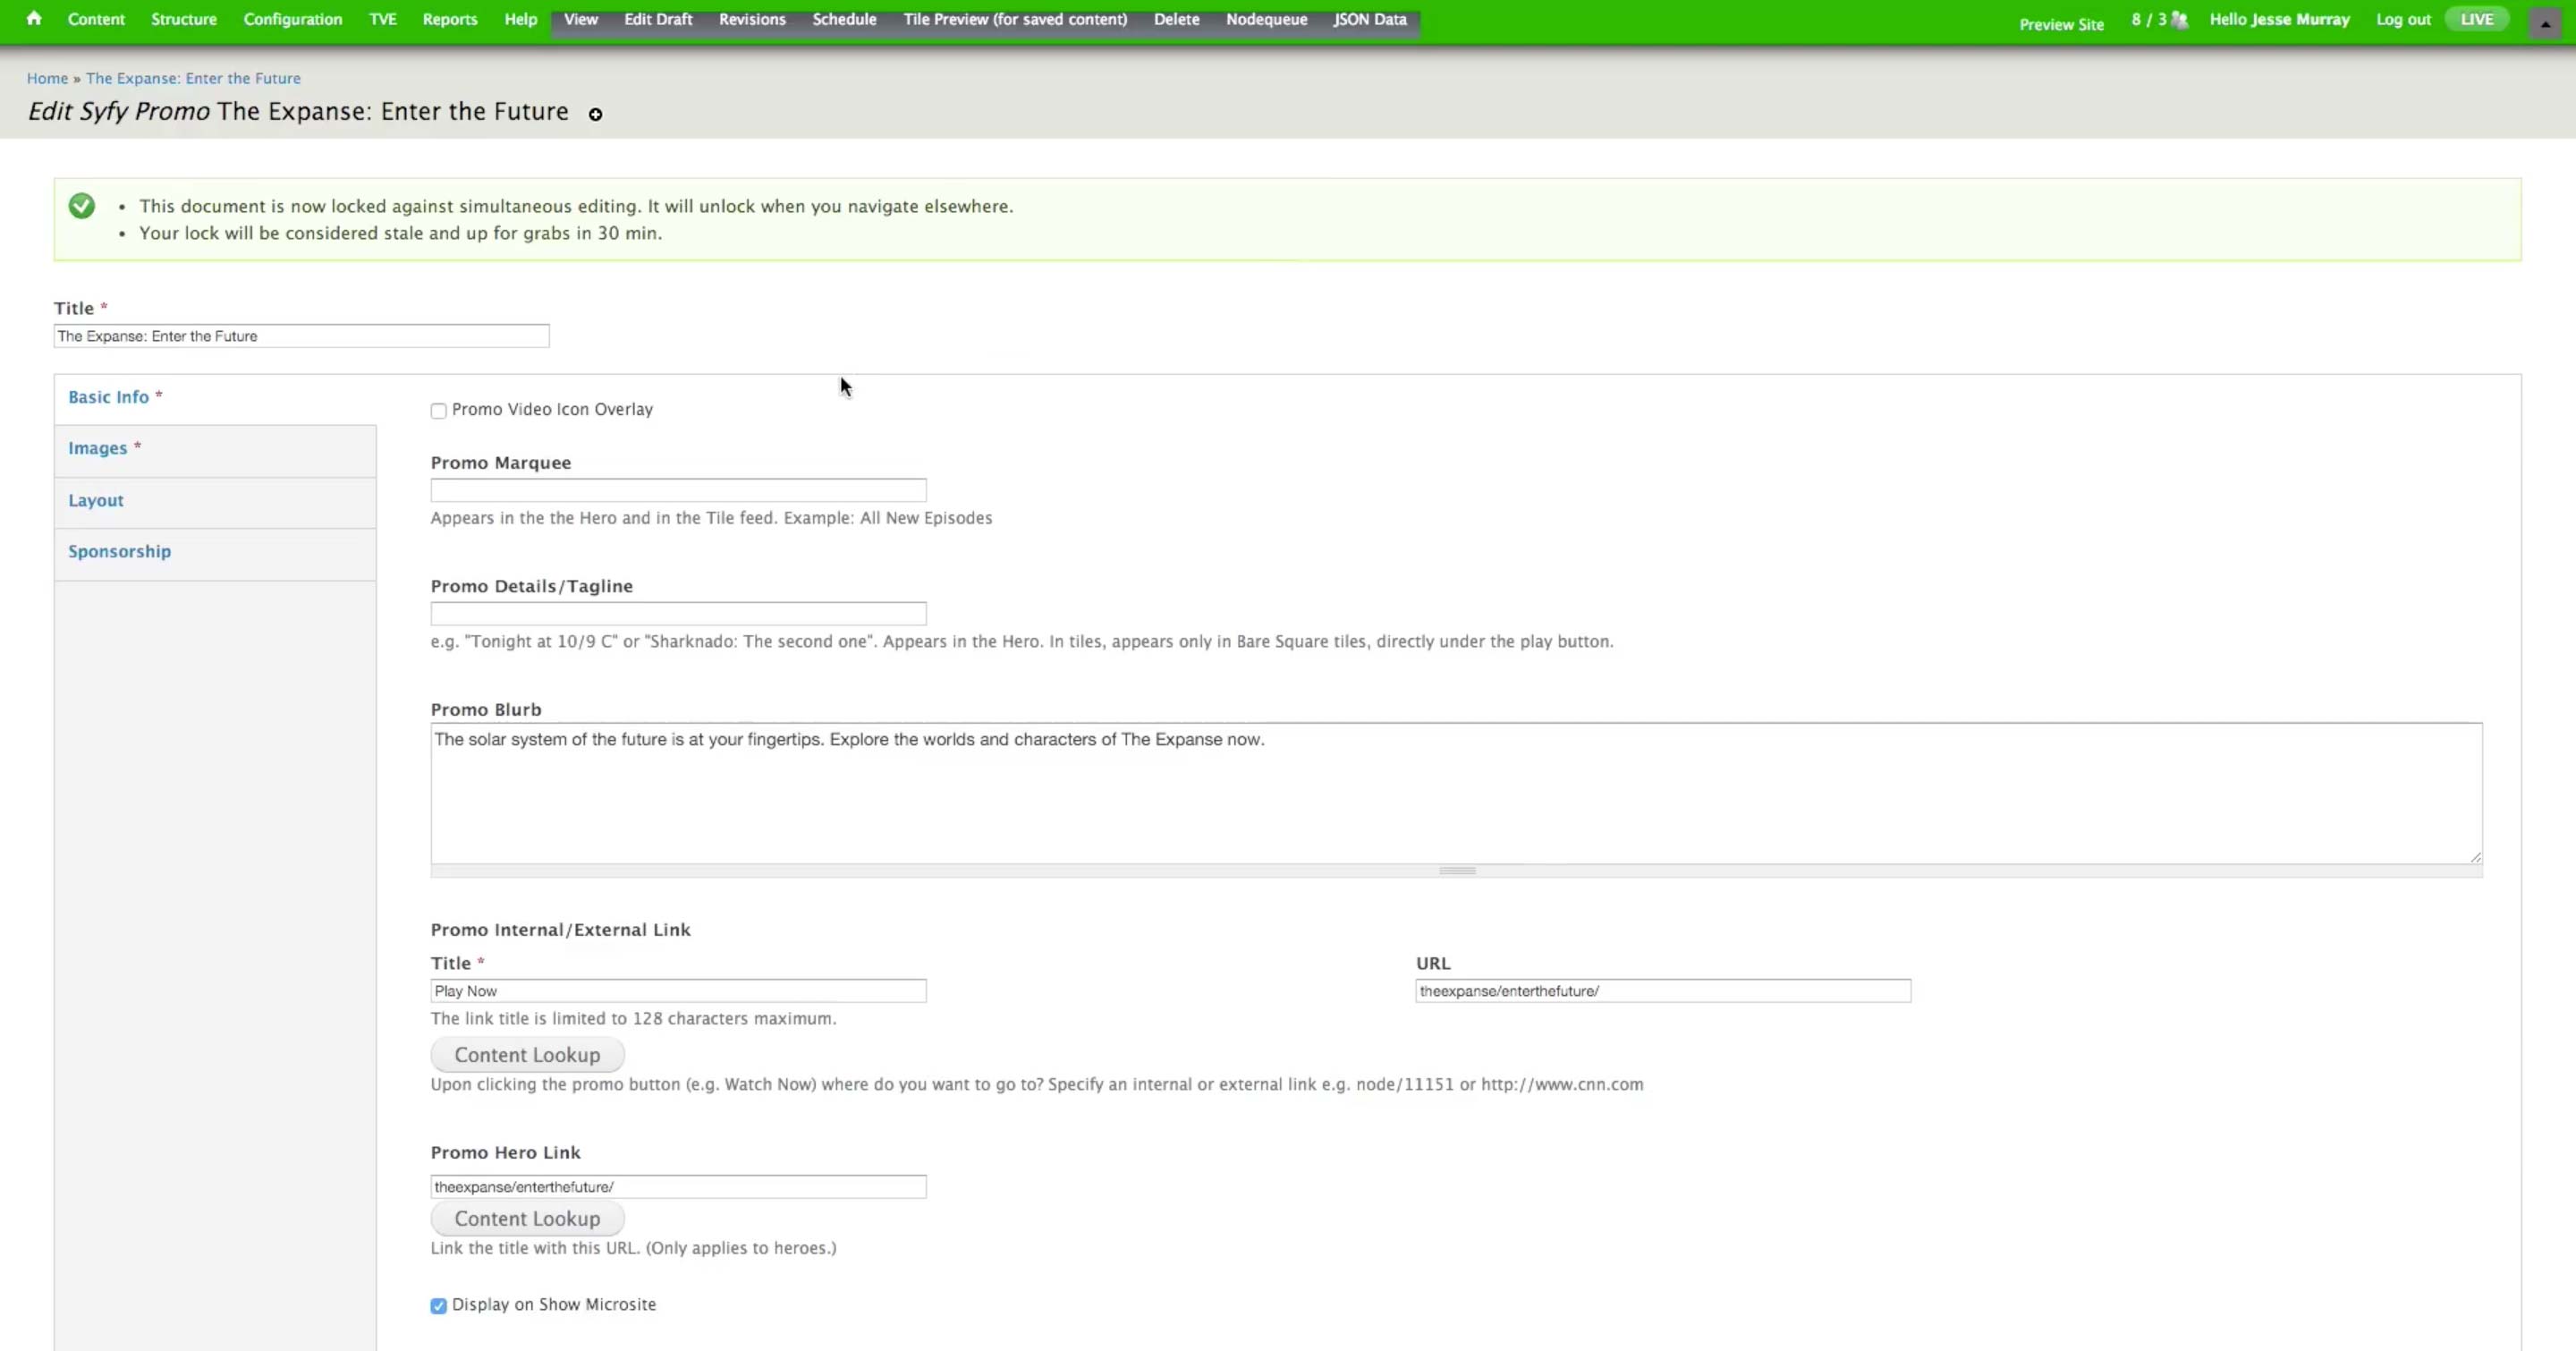 Content Structure Configuration TVE Reports Help View Edit Draft Revisions Schedule Tile Preview (for saved content) Delete Nodequeue JSON Data Preview Site 8 / 3 Hello Jesse Murray Log out LIVE
Home » The Expanse: Enter the Future
Edit Syfy Promo The Expanse: Enter the Future
• This document is now locked against simultaneous editing. It will unlock when you navigate elsewhere.
• Your lock will be considered stale and up for grabs in 30 min.
Title *
The Expanse: Enter the Future
Basic Info *
Images *
Layout
Sponsorship
Promo Video Icon Overlay
Promo Marquee
Appears in the the Hero and in the Tile feed. Example: All New Episodes
Promo Details/Tagline
e.g. "Tonight at 10/9 C" or "Sharknado: The second one". Appears in the Hero. In tiles, appears only in Bare Square tiles, directly under the play button.
Promo Blurb
The solar system of the future is at your fingertips. Explore the worlds and characters of The Expanse now.
Promo Internal/External Link
Title * URL
Play Now theexpanse/enterthefuture/
The link title is limited to 128 characters maximum.
Content Lookup
Upon clicking the promo button (e.g. Watch Now) where do you want to go to? Specify an internal or external link e.g. node/11151 or http://www.cnn.com
Promo Hero Link
theexpanse/enterthefuture/
Content Lookup
Link the title with this URL. (Only applies to heroes.)
Display on Show Microsite